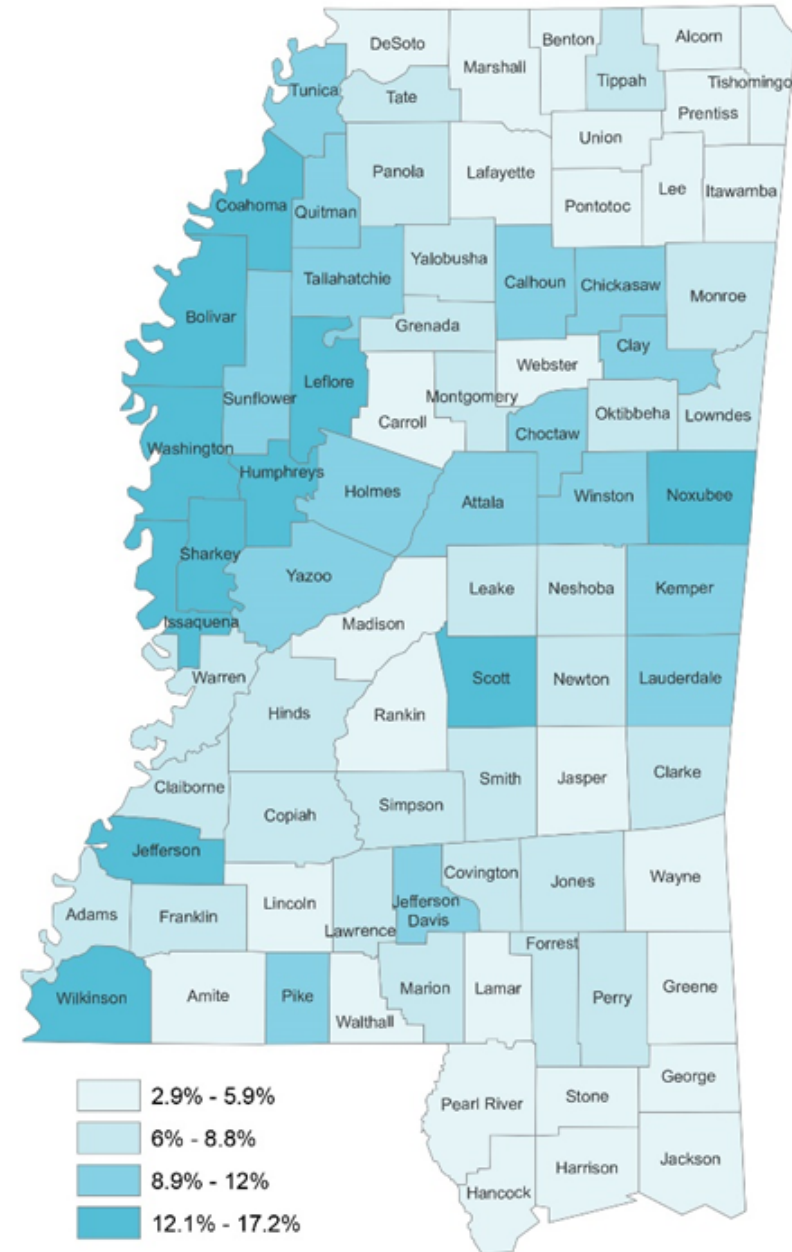 DeSoto
Benton
Alcorn
Marshall
Tippah
Tishomingo
Tunica
Tate
Prentiss
Union
Panola
Lafayette
Lee
Itawamba
Coahoma
Quitman
Pontotoc
Yalobusha
Tallahatchie
Calhoun
Chickasaw
Monroe
Bolivar
Grenada
Clay
Webster
Leflore
Sunflower
Montgomery
Carroll
Oktibbeha
Lowndes
Choctaw
Washington
Humphreys
Holmes
Attala
Winston
Noxubee
Sharkey
Yazoo
Leake
Neshoba
Kemper
Issaquena
Madison
Warren
Scott
Newton
Lauderdale
Hinds
Rankin
Smith
Jasper
Clarke
Claiborne
Copiah
Simpson
Jefferson
Covington
Wayne
Jones
Lincoln
Jefferson
Davis
Adams
Franklin
Lawrence
Forrest
Wilkinson
Amite
Pike
Marion
Lamar
Perry
Greene
Walthall
2.9% - 5.9%
George
Stone
Pearl River
6% - 8.8%
Jackson
Harrison
8.9% - 12%
Hancock
12.1% - 17.2%